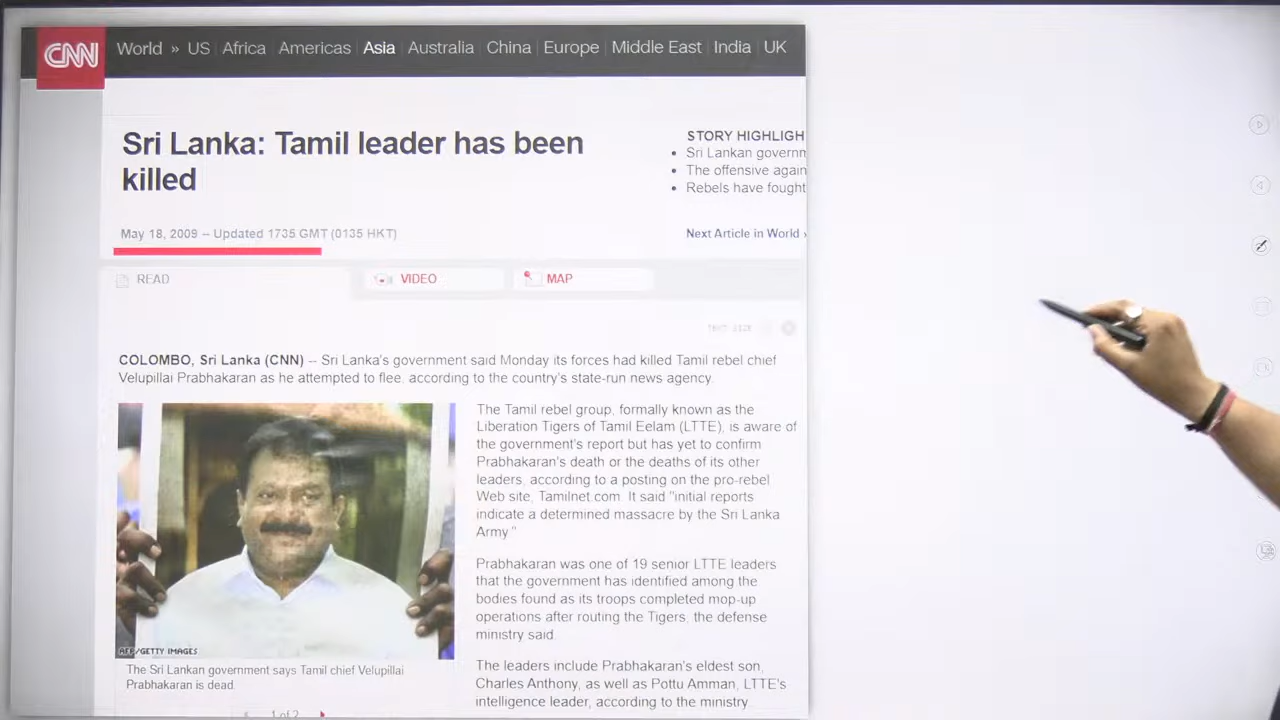 CNN
World » US Africa Americas Asia Australia China Europe Middle East India UK
Sri Lanka: Tamil leader has been
killed
May 18, 2009 -- Updated 1735 GMT (0135 HKT)
STORY HIGHLIGH
Sri Lankan governm
The offensive again
Rebels have fought
Next Article in World
READ
VIDEO
MAP
TEXT SIZE
COLOMBO, Sri Lanka (CNN) -- Sri Lanka's government said Monday its forces had killed Tamil rebel chief
Velupillai Prabhakaran as he attempted to flee, according to the country's state-run news agency.
AFP/GETTY IMAGES
The Sri Lankan government says Tamil chief Velupillai
Prabhakaran is dead.
1 of 2
The Tamil rebel group, formally known as the
Liberation Tigers of Tamil Eelam (LTTE), is aware of
the government's report but has yet to confirm
Prabhakaran's death or the deaths of its other
leaders, according to a posting on the pro-rebel
Web site, Tamilnet.com. It said "initial reports
indicate a determined massacre by the Sri Lanka
Army."
Prabhakaran was one of 19 senior LTTE leaders
that the government has identified among the
bodies found as its troops completed mop-up
operations after routing the Tigers, the defense
ministry said.
The leaders include Prabhakaran's eldest son,
Charles Anthony, as well as Pottu Amman, LTTE's
intelligence leader, according to the ministry